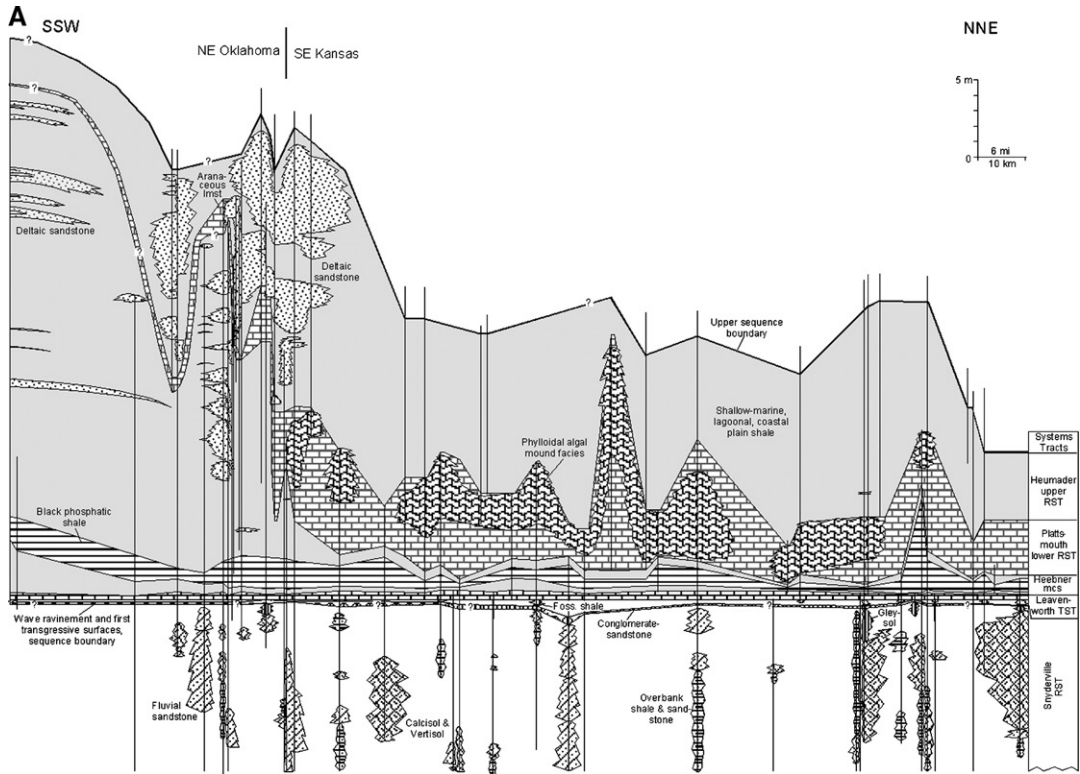 A
SSW
NNE
NE Oklahoma
SE Kansas
5 m
0
6 mi
10 km
?
?
?
Arana-
ceous
lmst
?
Deltaic sandstone
?
Deltaic
sandstone
?
Upper sequence
boundary
Shallow-marine,
lagoonal, coastal
plain shale
Phylloidal algal
mound facies
Black phosphatic
shale
Systems
Tracts
Heumader
upper
RST
Platts-
mouth
lower RST
Heebner
mcs
Leaven-
worth TST
Snyderville
RST
?
?
?
?
?
?
Wave ravinement and first
transgressive surfaces,
sequence boundary
Foss. shale
Conglomerate-
sandstone
Gley-
sol
Fluvial
sandstone
Calcisol &
Vertisol
Overbank
shale & sand-
stone